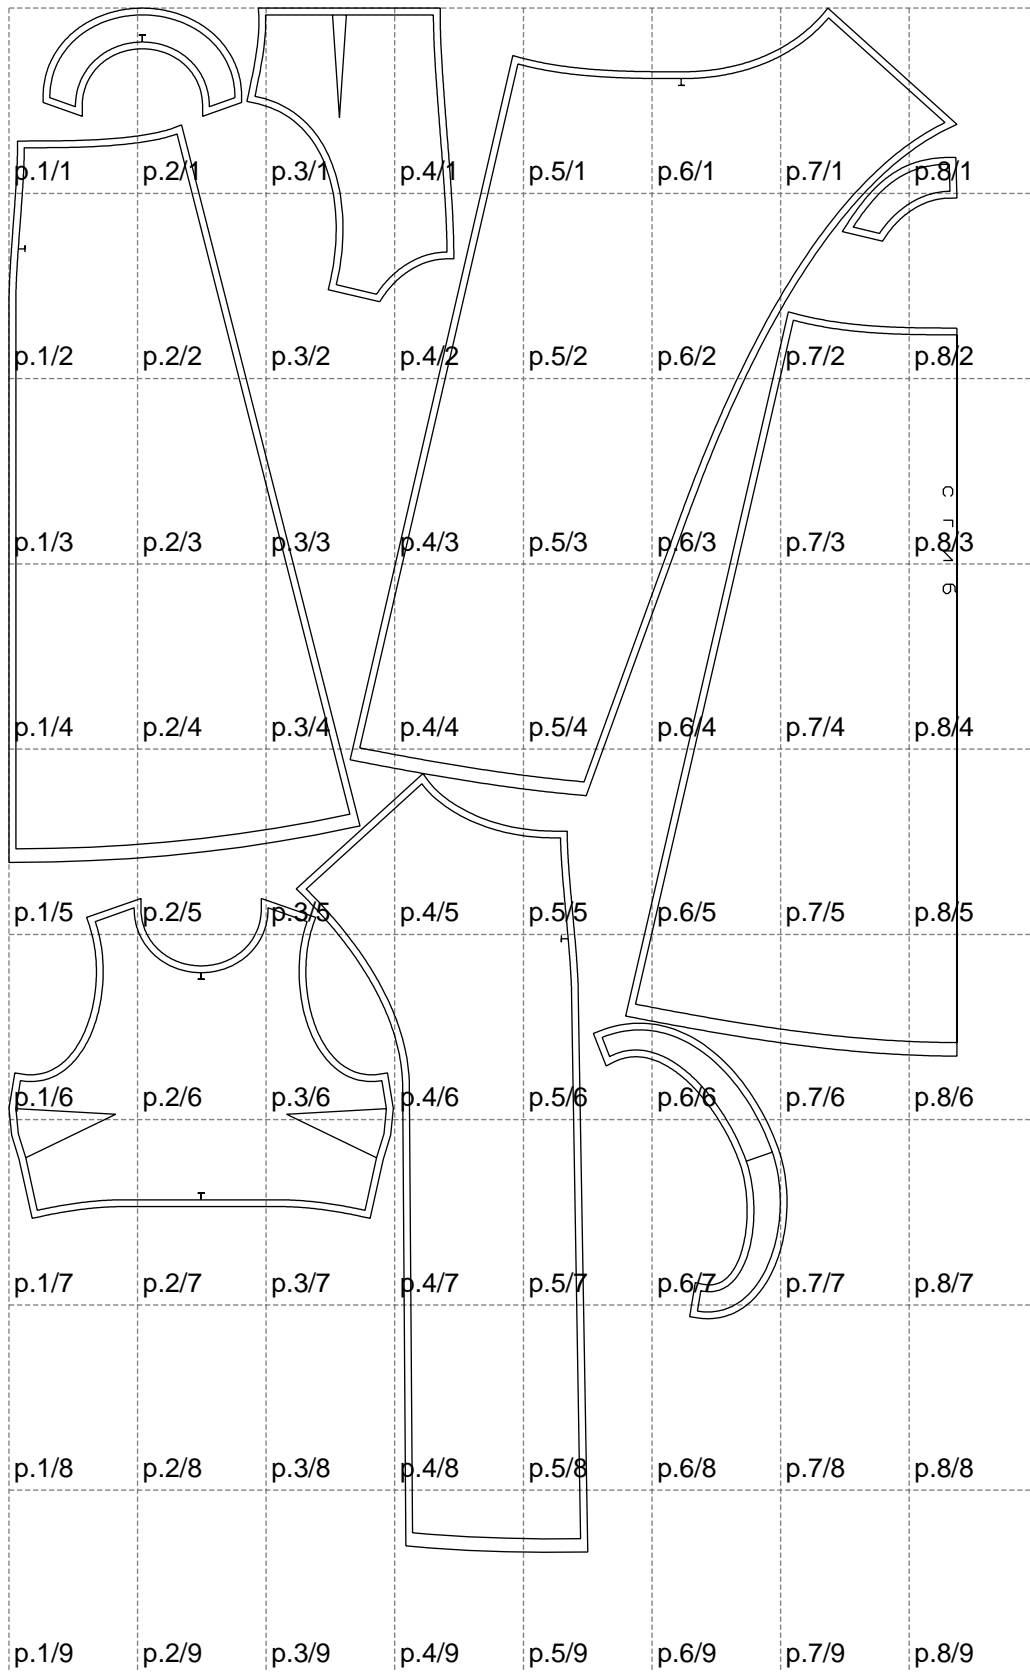 p.1/1 p.2/1 p.3/1 p.4/1 p.5/1 p.6/1 p.7/1 p.8/1
p.1/2 p.2/2 p.3/2 p.4/2 p.5/2 p.6/2 p.7/2 p.8/2
p.1/3 p.2/3 p.3/3 p.4/3 p.5/3 p.6/3 p.7/3 p.8/3
сгиб
p.1/4 p.2/4 p.3/4 p.4/4 p.5/4 p.6/4 p.7/4 p.8/4
p.1/5 p.2/5 p.3/5 p.4/5 p.5/5 p.6/5 p.7/5 p.8/5
p.1/6 p.2/6 p.3/6 p.4/6 p.5/6 p.6/6 p.7/6 p.8/6
p.1/7 p.2/7 p.3/7 p.4/7 p.5/7 p.6/7 p.7/7 p.8/7
p.1/8 p.2/8 p.3/8 p.4/8 p.5/8 p.6/8 p.7/8 p.8/8
p.1/9 p.2/9 p.3/9 p.4/9 p.5/9 p.6/9 p.7/9 p.8/9